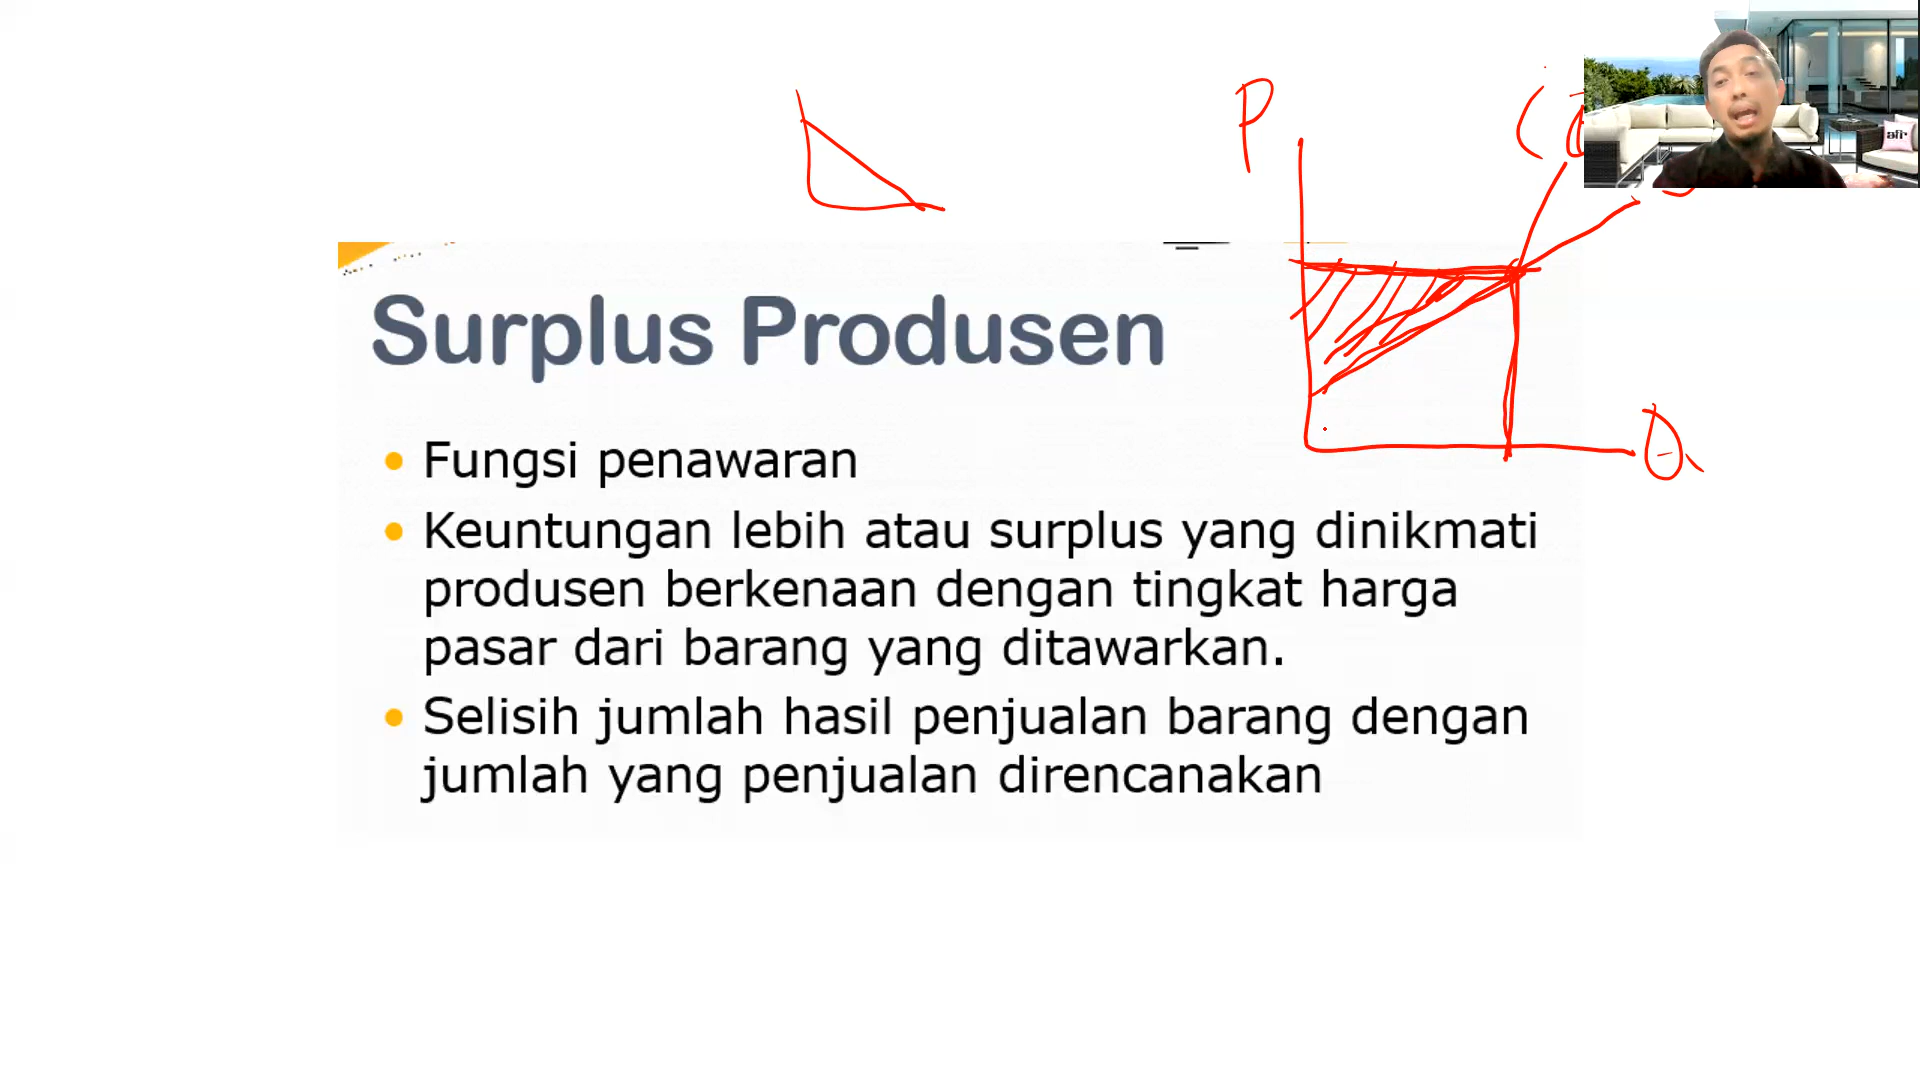 P
Surplus Produsen
Q
Fungsi penawaran
Keuntungan lebih atau surplus yang dinikmati
produsen berkenaan dengan tingkat harga
pasar dari barang yang ditawarkan.
Selisih jumlah hasil penjualan barang dengan
jumlah yang penjualan direncanakan